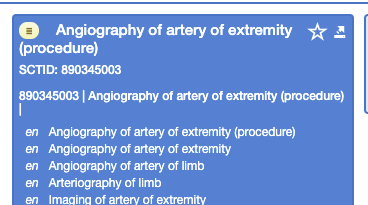 Angiography of artery of extremity
(procedure)
SCTID: 890345003
890345003 | Angiography of artery of extremity (procedure)
|
en Angiography of artery of extremity (procedure)
en Angiography of artery of extremity
en Angiography of artery of limb
en Arteriography of limb
en Imaging of artery of extremity